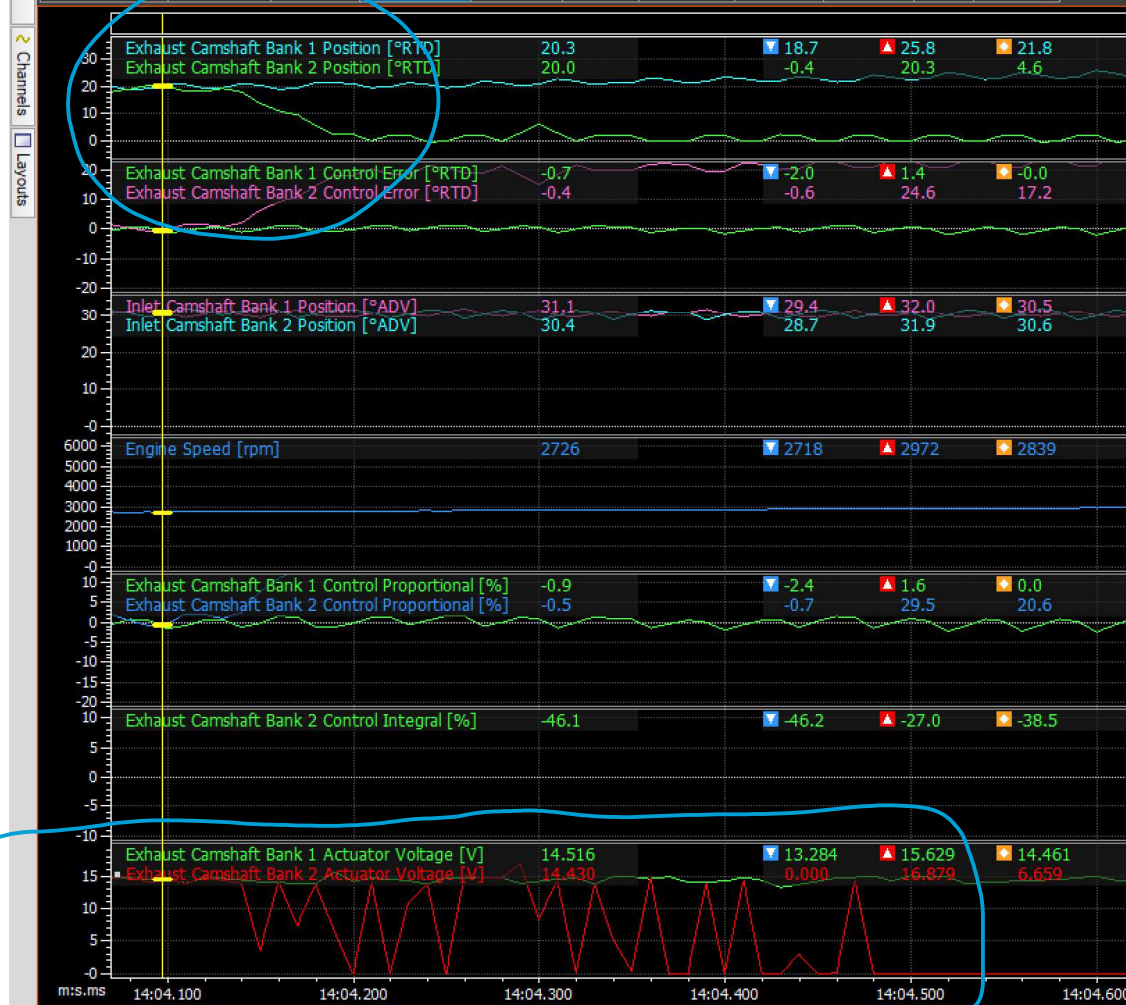 Channels
Layouts
Exhaust Camshaft Bank 1 Position [°RTD] 20.3 18.7 25.8 21.8
Exhaust Camshaft Bank 2 Position [°RTD] 20.0 -0.4 20.3 4.6
30
20
10
0
Exhaust Camshaft Bank 1 Control Error [°RTD] -0.7 -2.0 1.4 -0.0
Exhaust Camshaft Bank 2 Control Error [°RTD] -0.4 -0.6 24.6 17.2
20
10
0
-10
-20
Inlet Camshaft Bank 1 Position [°ADV] 31.1 29.4 32.0 30.5
Inlet Camshaft Bank 2 Position [°ADV] 30.4 28.7 31.9 30.6
30
20
10
-0
Engine Speed [rpm] 2726 2718 2972 2839
6000
5000
4000
3000
2000
1000
-0
Exhaust Camshaft Bank 1 Control Proportional [%] -0.9 -2.4 1.6 0.0
Exhaust Camshaft Bank 2 Control Proportional [%] -0.5 -0.7 29.5 20.6
10
5
0
-5
-10
-15
-20
Exhaust Camshaft Bank 2 Control Integral [%] -46.1 -46.2 -27.0 -38.5
10
5
0
-5
-10
Exhaust Camshaft Bank 1 Actuator Voltage [V] 14.516 13.284 15.629 14.461
Exhaust Camshaft Bank 2 Actuator Voltage [V] 14.430 0.000 16.879 6.659
15
10
5
-0
m:s.ms 14:04.100 14:04.200 14:04.300 14:04.400 14:04.500 14:04.600